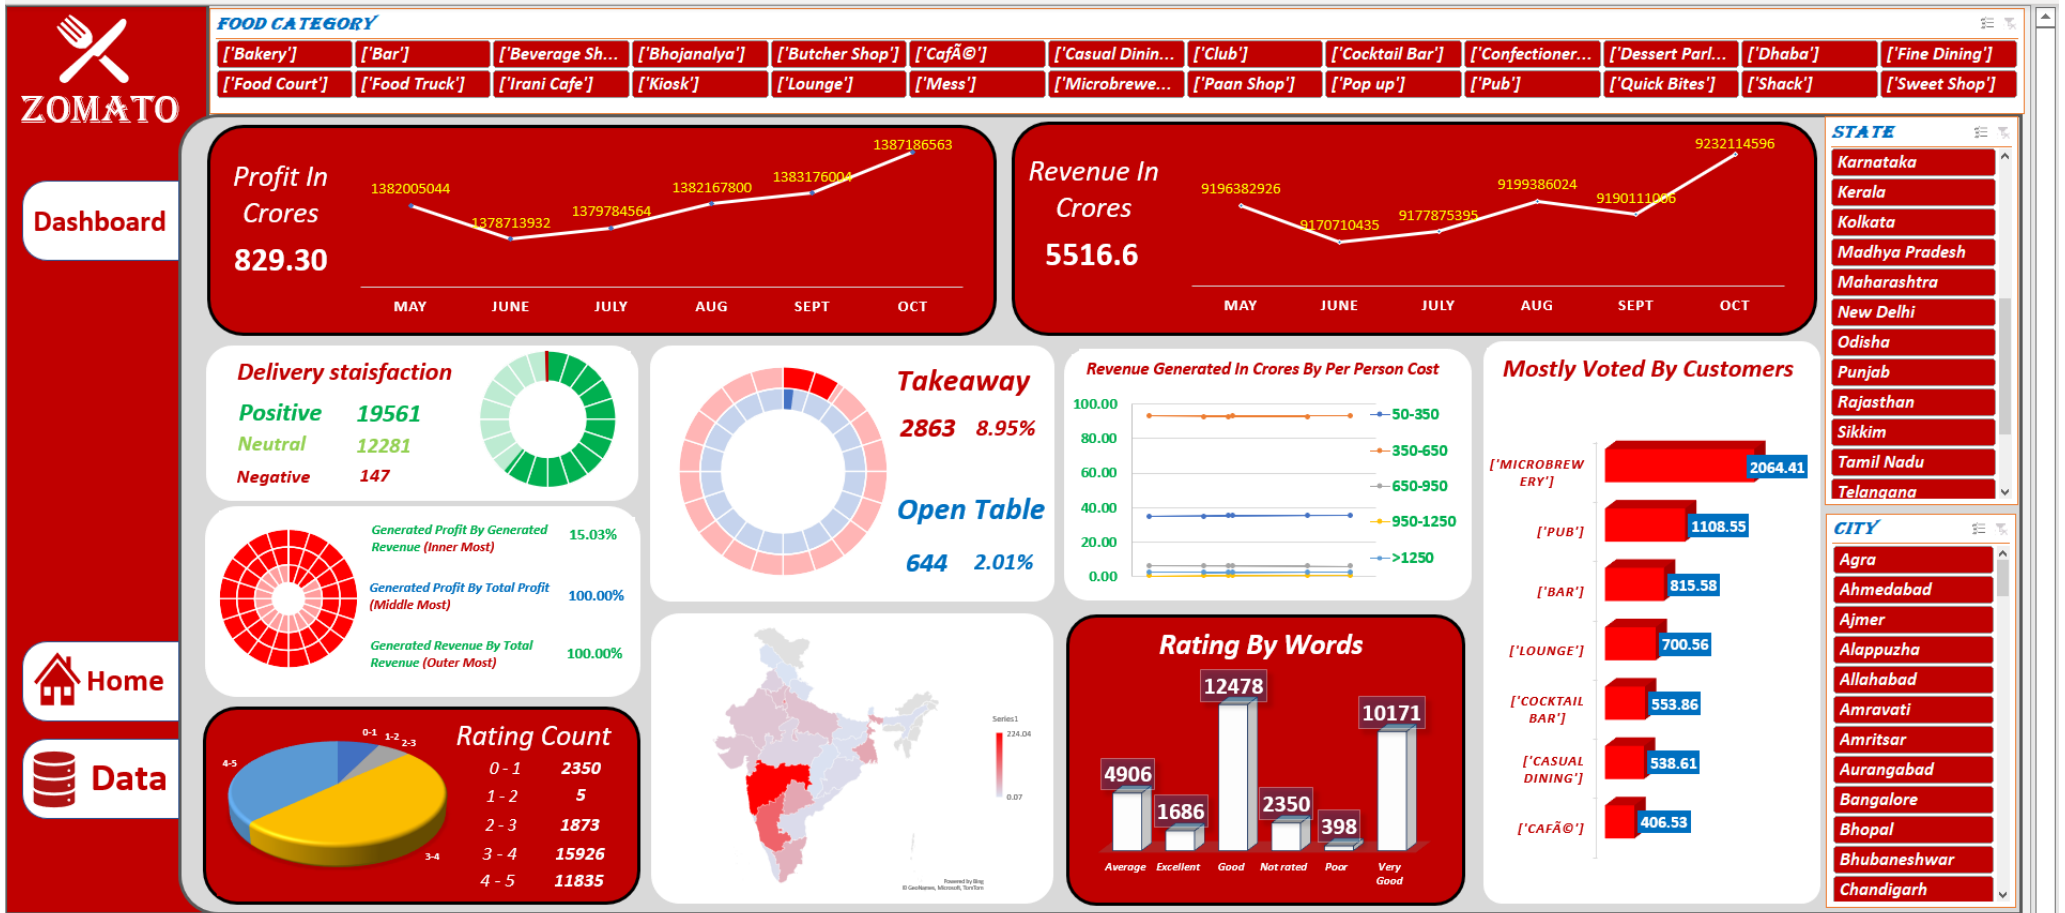 ZOMATO
Dashboard
Home
Data
FOOD CATEGORY
['Bakery'] ['Bar'] ['Beverage Sh... ['Bhojanalya'] ['Butcher Shop'] ['CafÃ©'] ['Casual Dinin... ['Club'] ['Cocktail Bar'] ['Confectioner... ['Dessert Parl... ['Dhaba'] ['Fine Dining']
['Food Court'] ['Food Truck'] ['Irani Cafe'] ['Kiosk'] ['Lounge'] ['Mess'] ['Microbrewe... ['Paan Shop'] ['Pop up'] ['Pub'] ['Quick Bites'] ['Shack'] ['Sweet Shop']
Profit In
Crores
829.30
1382005044 1378713932 1379784564 1382167800 1383176004 1387186563
MAY JUNE JULY AUG SEPT OCT
Revenue In
Crores
5516.6
9196382926 9170710435 9177875395 9199386024 9190111006 9232114596
MAY JUNE JULY AUG SEPT OCT
Delivery staisfaction
Positive 19561
Neutral 12281
Negative 147
Generated Profit By Generated
Revenue (Inner Most) 15.03%
Generated Profit By Total Profit
(Middle Most) 100.00%
Generated Revenue By Total
Revenue (Outer Most) 100.00%
Rating Count
0 - 1 2350
1 - 2 5
2 - 3 1873
3 - 4 15926
4 - 5 11835
0-1 1-2 2-3
4-5
3-4
Takeaway
2863 8.95%
Open Table
644 2.01%
Series1
224.04
0.07
Powered by Bing
© GeoNames, Microsoft, TomTom
Revenue Generated In Crores By Per Person Cost
100.00
80.00
60.00
40.00
20.00
0.00
50-350
350-650
650-950
950-1250
>1250
Rating By Words
4906 1686 12478 2350 398 10171
Average Excellent Good Not rated Poor Very
Good
Mostly Voted By Customers
['MICROBREW
ERY'] 2064.41
['PUB'] 1108.55
['BAR'] 815.58
['LOUNGE'] 700.56
['COCKTAIL
BAR'] 553.86
['CASUAL
DINING'] 538.61
['CAFÃ©'] 406.53
STATE
Karnataka
Kerala
Kolkata
Madhya Pradesh
Maharashtra
New Delhi
Odisha
Punjab
Rajasthan
Sikkim
Tamil Nadu
Telangana
CITY
Agra
Ahmedabad
Ajmer
Alappuzha
Allahabad
Amravati
Amritsar
Aurangabad
Bangalore
Bhopal
Bhubaneshwar
Chandigarh